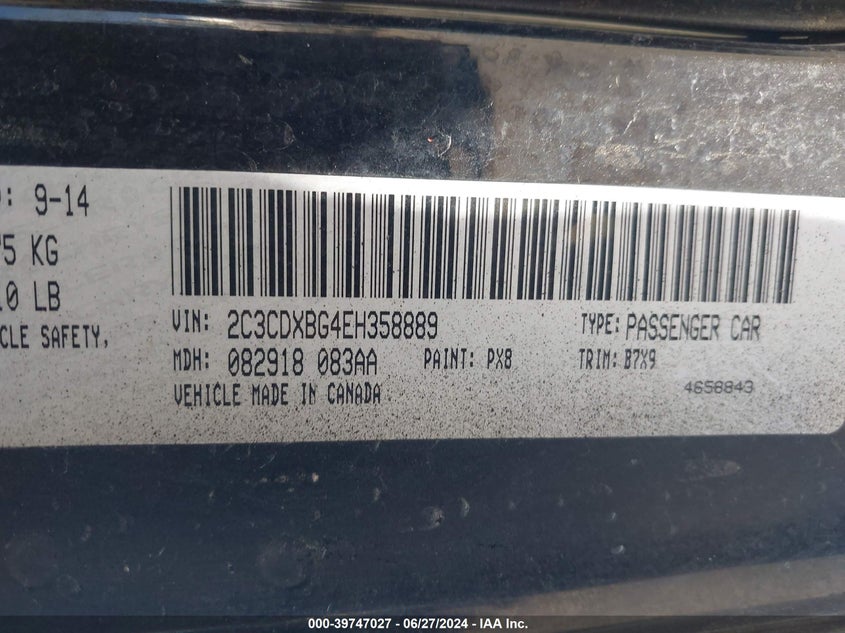 : 9-14
5 KG
10 LB
CLE SAFETY,
VIN: 2C3CDXBG4EH358889 TYPE: PASSENGER CAR
MDH: 082918 083AA PAINT: PX8 TRIM: B7X9
VEHICLE MADE IN CANADA 4658843
000-39747027 - 06/27/2024 - IAA Inc.